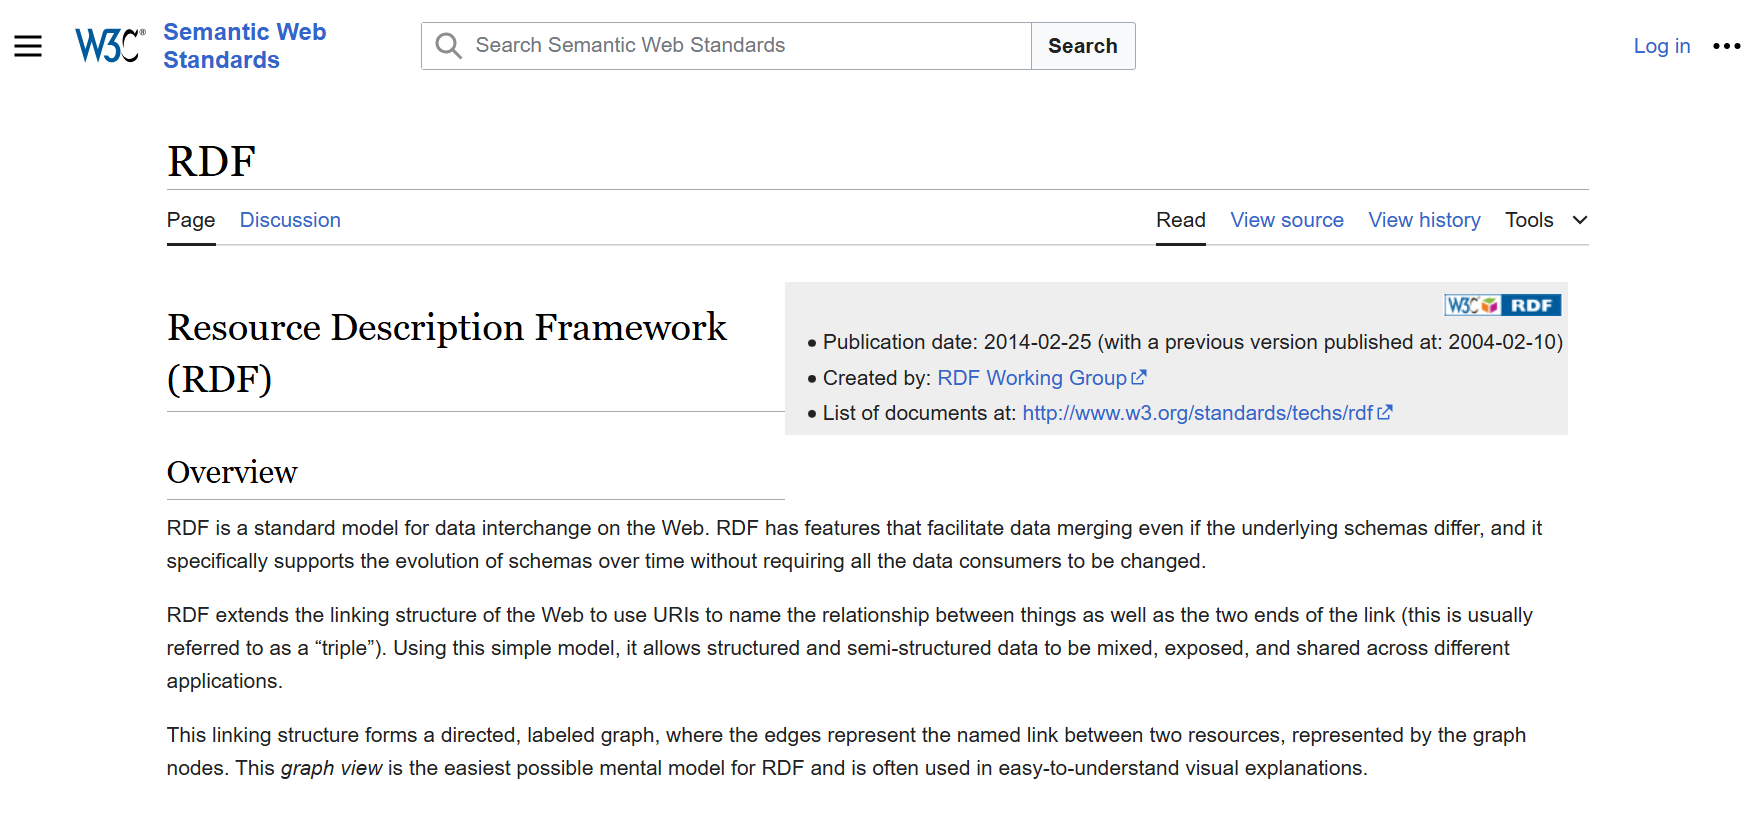 W3C® Semantic Web
Standards
Search Semantic Web Standards
Search
Log in
RDF
Page Discussion Read View source View history Tools
Resource Description Framework
(RDF)
W3C RDF
• Publication date: 2014-02-25 (with a previous version published at: 2004-02-10)
• Created by: RDF Working Group
• List of documents at: http://www.w3.org/standards/techs/rdf
Overview
RDF is a standard model for data interchange on the Web. RDF has features that facilitate data merging even if the underlying schemas differ, and it
specifically supports the evolution of schemas over time without requiring all the data consumers to be changed.
RDF extends the linking structure of the Web to use URIs to name the relationship between things as well as the two ends of the link (this is usually
referred to as a “triple”). Using this simple model, it allows structured and semi-structured data to be mixed, exposed, and shared across different
applications.
This linking structure forms a directed, labeled graph, where the edges represent the named link between two resources, represented by the graph
nodes. This graph view is the easiest possible mental model for RDF and is often used in easy-to-understand visual explanations.